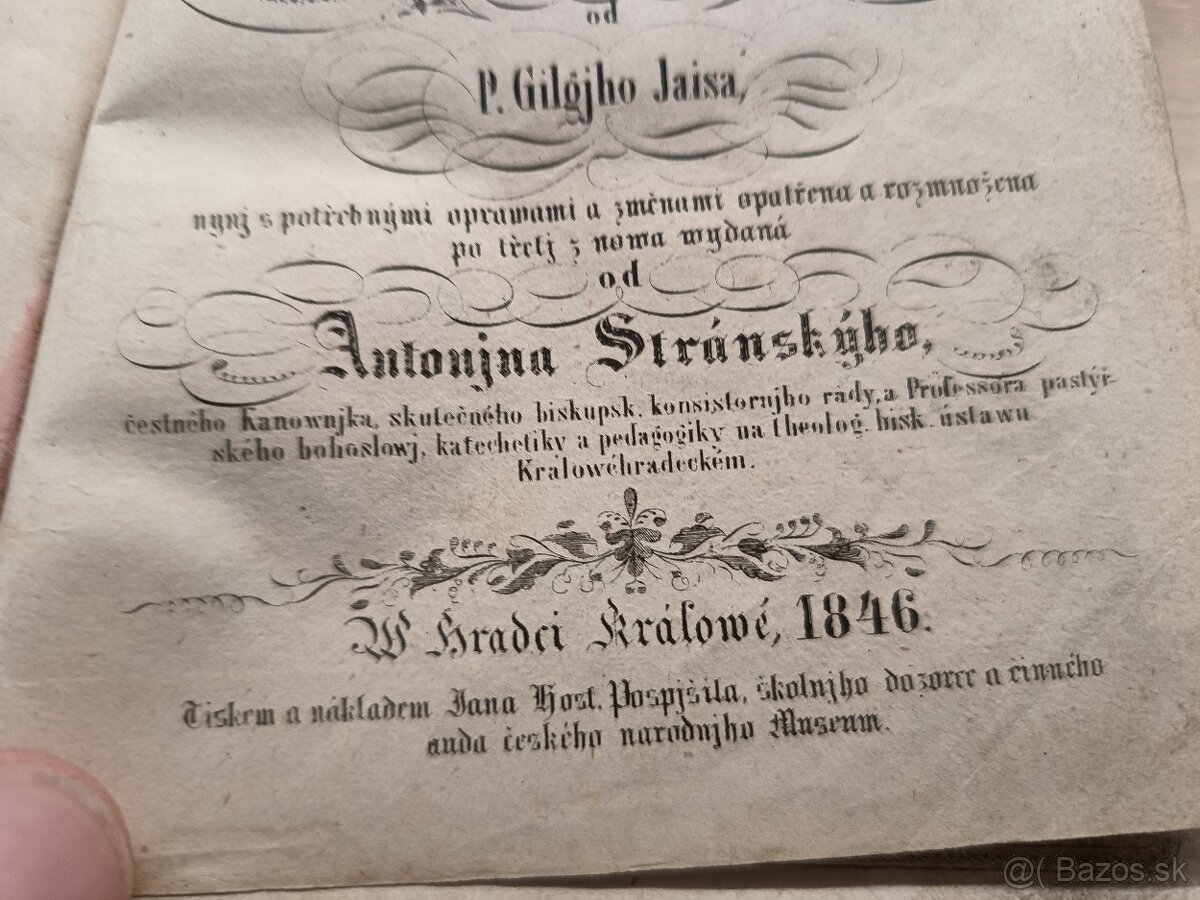 od
P. Gilgjho Jaisa,
nynj s potřebnými oprawami a změnami opatřena a rozmnožena
po třetj z nowa wydaná
od
Antonjna Stránskýho,
čestného Kanownjka, skutečného biskupsk. konsistornjho rady, a Professora pastýř-
ského bohoslowj, katechetiky a pedagogiky na theolog. bisk. ústawu
Králowéhradeckém.
W Hradci Králowé, 1846.
Tiskem a nákladem Jana Host. Pospjšila, školnjho dozorce a činného
auda českého narodnjho Museum.
@( Bazos.sk